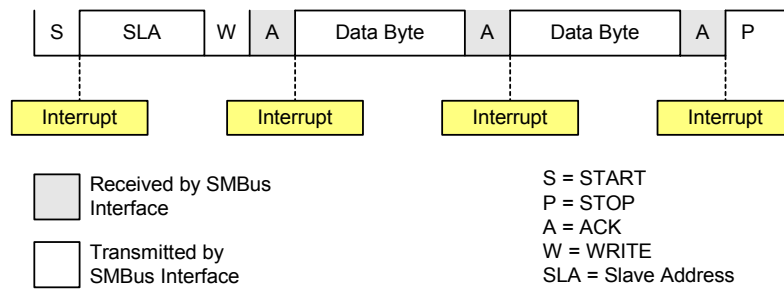 S SLA W A Data Byte A Data Byte A P
Interrupt Interrupt Interrupt Interrupt
Received by SMBus
Interface
Transmitted by
SMBus Interface
S = START
P = STOP
A = ACK
W = WRITE
SLA = Slave Address